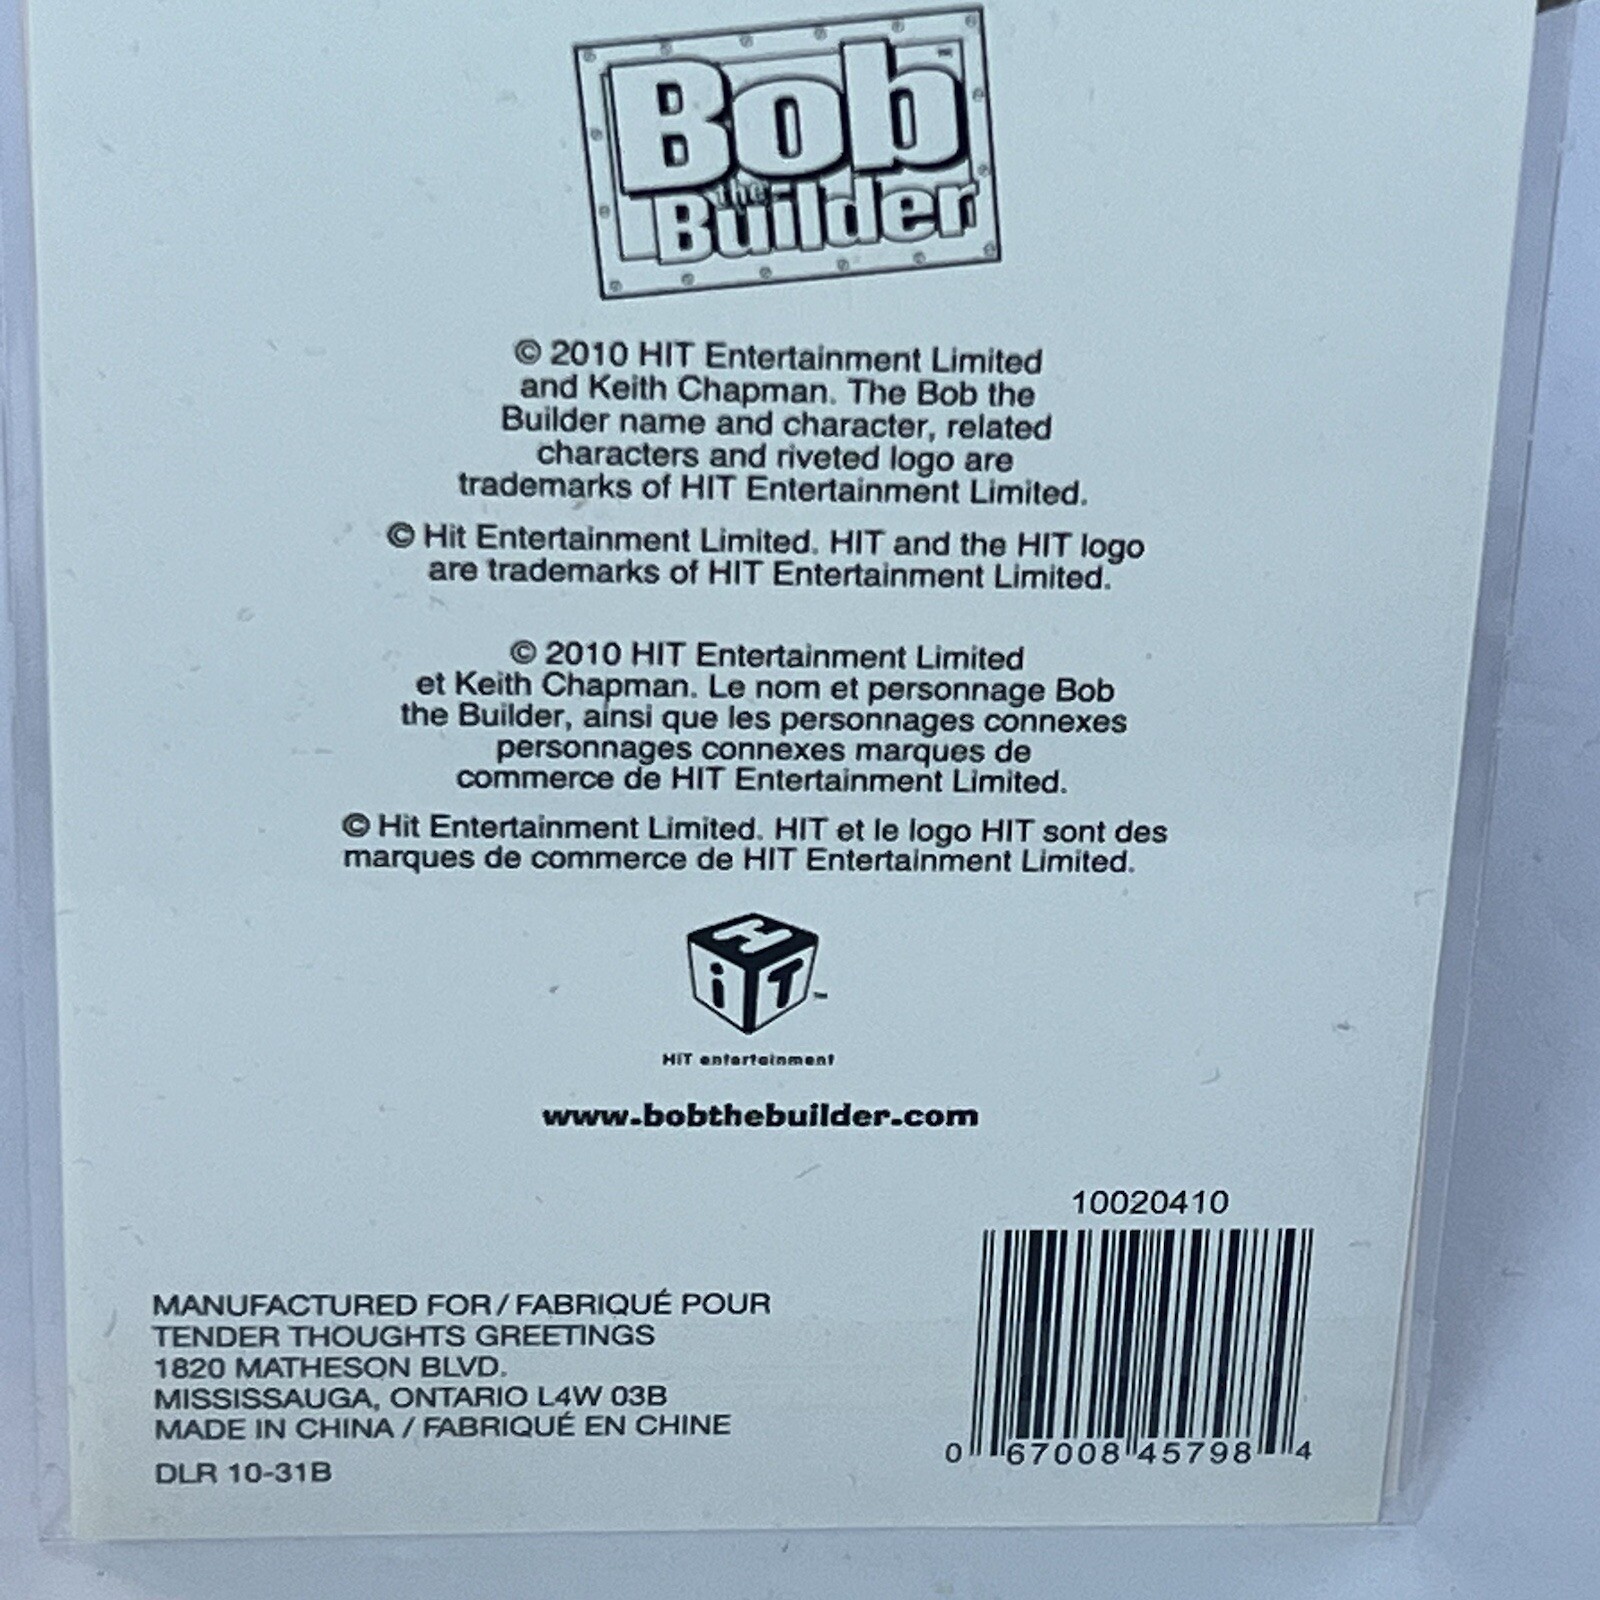 Bob
the
Builder
© 2010 HIT Entertainment Limited
and Keith Chapman. The Bob the
Builder name and character, related
characters and riveted logo are
trademarks of HIT Entertainment Limited.
© Hit Entertainment Limited. HIT and the HIT logo
are trademarks of HIT Entertainment Limited.
© 2010 HIT Entertainment Limited
et Keith Chapman. Le nom et personnage Bob
the Builder, ainsi que les personnages connexes
personnages connexes marques de
commerce de HIT Entertainment Limited.
© Hit Entertainment Limited. HIT et le logo HIT sont des
marques de commerce de HIT Entertainment Limited.
HiT™
HiT entertainment
www.bobthebuilder.com
10020410
0 67008 45798 4
MANUFACTURED FOR / FABRIQUÉ POUR
TENDER THOUGHTS GREETINGS
1820 MATHESON BLVD.
MISSISSAUGA, ONTARIO L4W 03B
MADE IN CHINA / FABRIQUÉ EN CHINE
DLR 10-31B